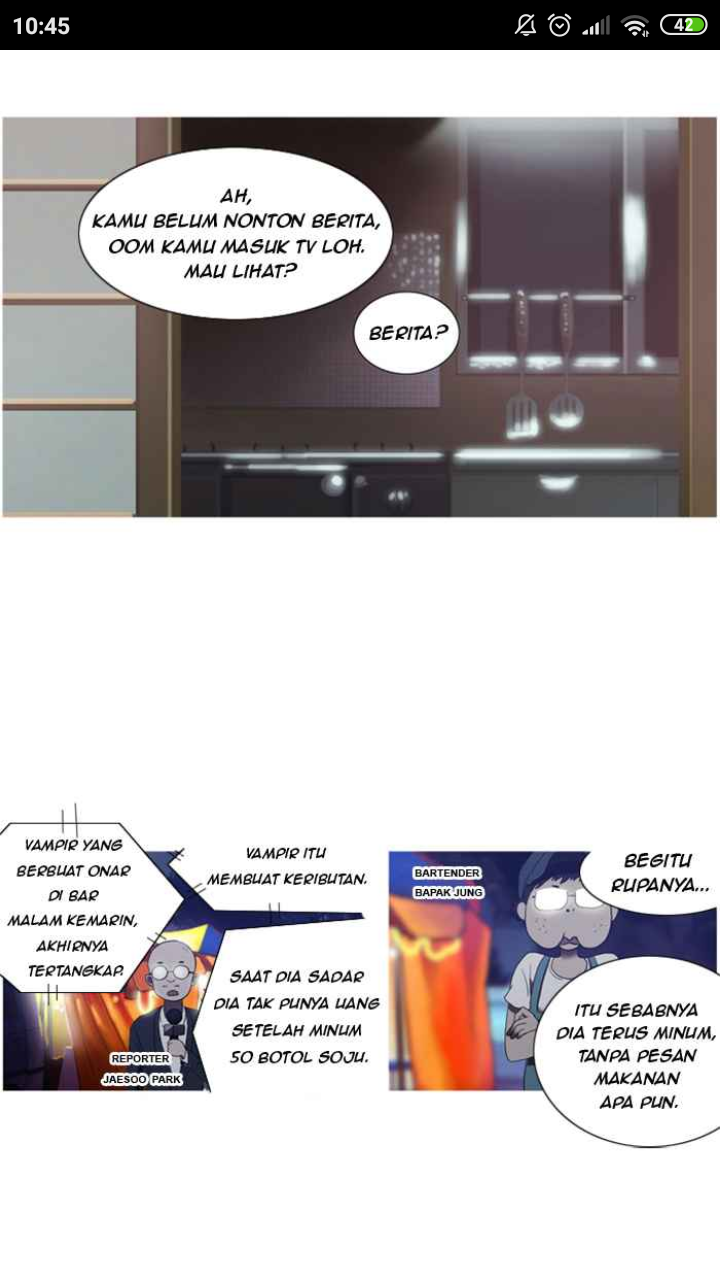 10:45
42
AH,
KAMU BELUM NONTON BERITA,
OOM KAMU MASUK TV LOH.
MAU LIHAT?
BERITA?
VAMPIR YANG
BERBUAT ONAR
DI BAR
MALAM KEMARIN,
AKHIRNYA
TERTANGKAP.
VAMPIR ITU
MEMBUAT KERIBUTAN.
SAAT DIA SADAR
DIA TAK PUNYA UANG
SETELAH MINUM
50 BOTOL SOJU.
REPORTER
JAESOO PARK
BARTENDER
BAPAK JUNG
BEGITU
RUPANYA...
ITU SEBABNYA
DIA TERUS MINUM,
TANPA PESAN
MAKANAN
APA PUN.